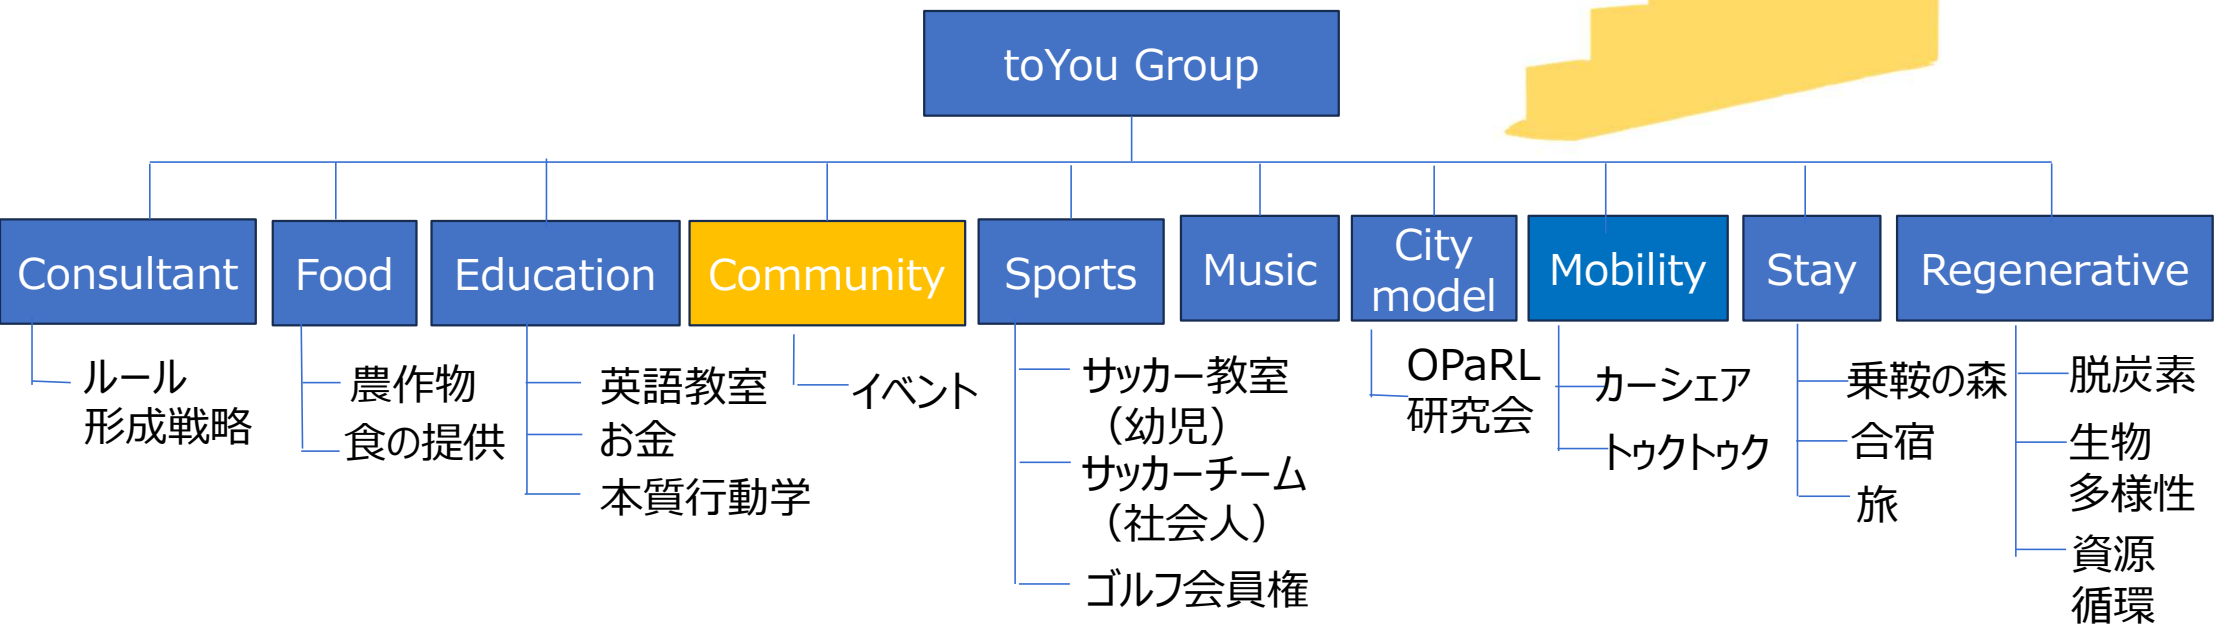 toYou Group
Consultant
Food
Education
Community
Sports
Music
City
model
Mobility
Stay
Regenerative
ルール
形成戦略
農作物
食の提供
英語教室
お金
本質行動学
イベント
サッカー教室
（幼児）
サッカーチーム
（社会人）
ゴルフ会員権
OPaRL
研究会
カーシェア
トゥクトゥク
乗鞍の森
合宿
旅
脱炭素
生物
多様性
資源
循環